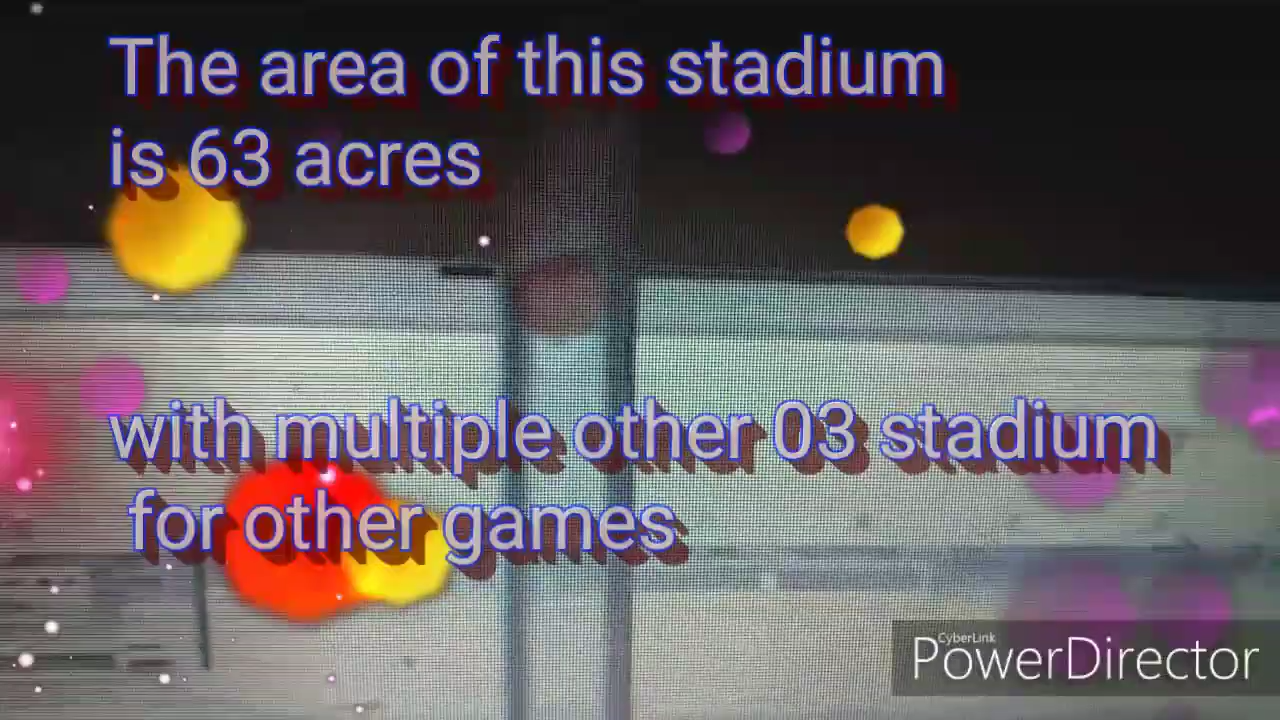 The area of this stadium
is 63 acres
with multiple other 03 stadium
for other games
CyberLink
PowerDirector